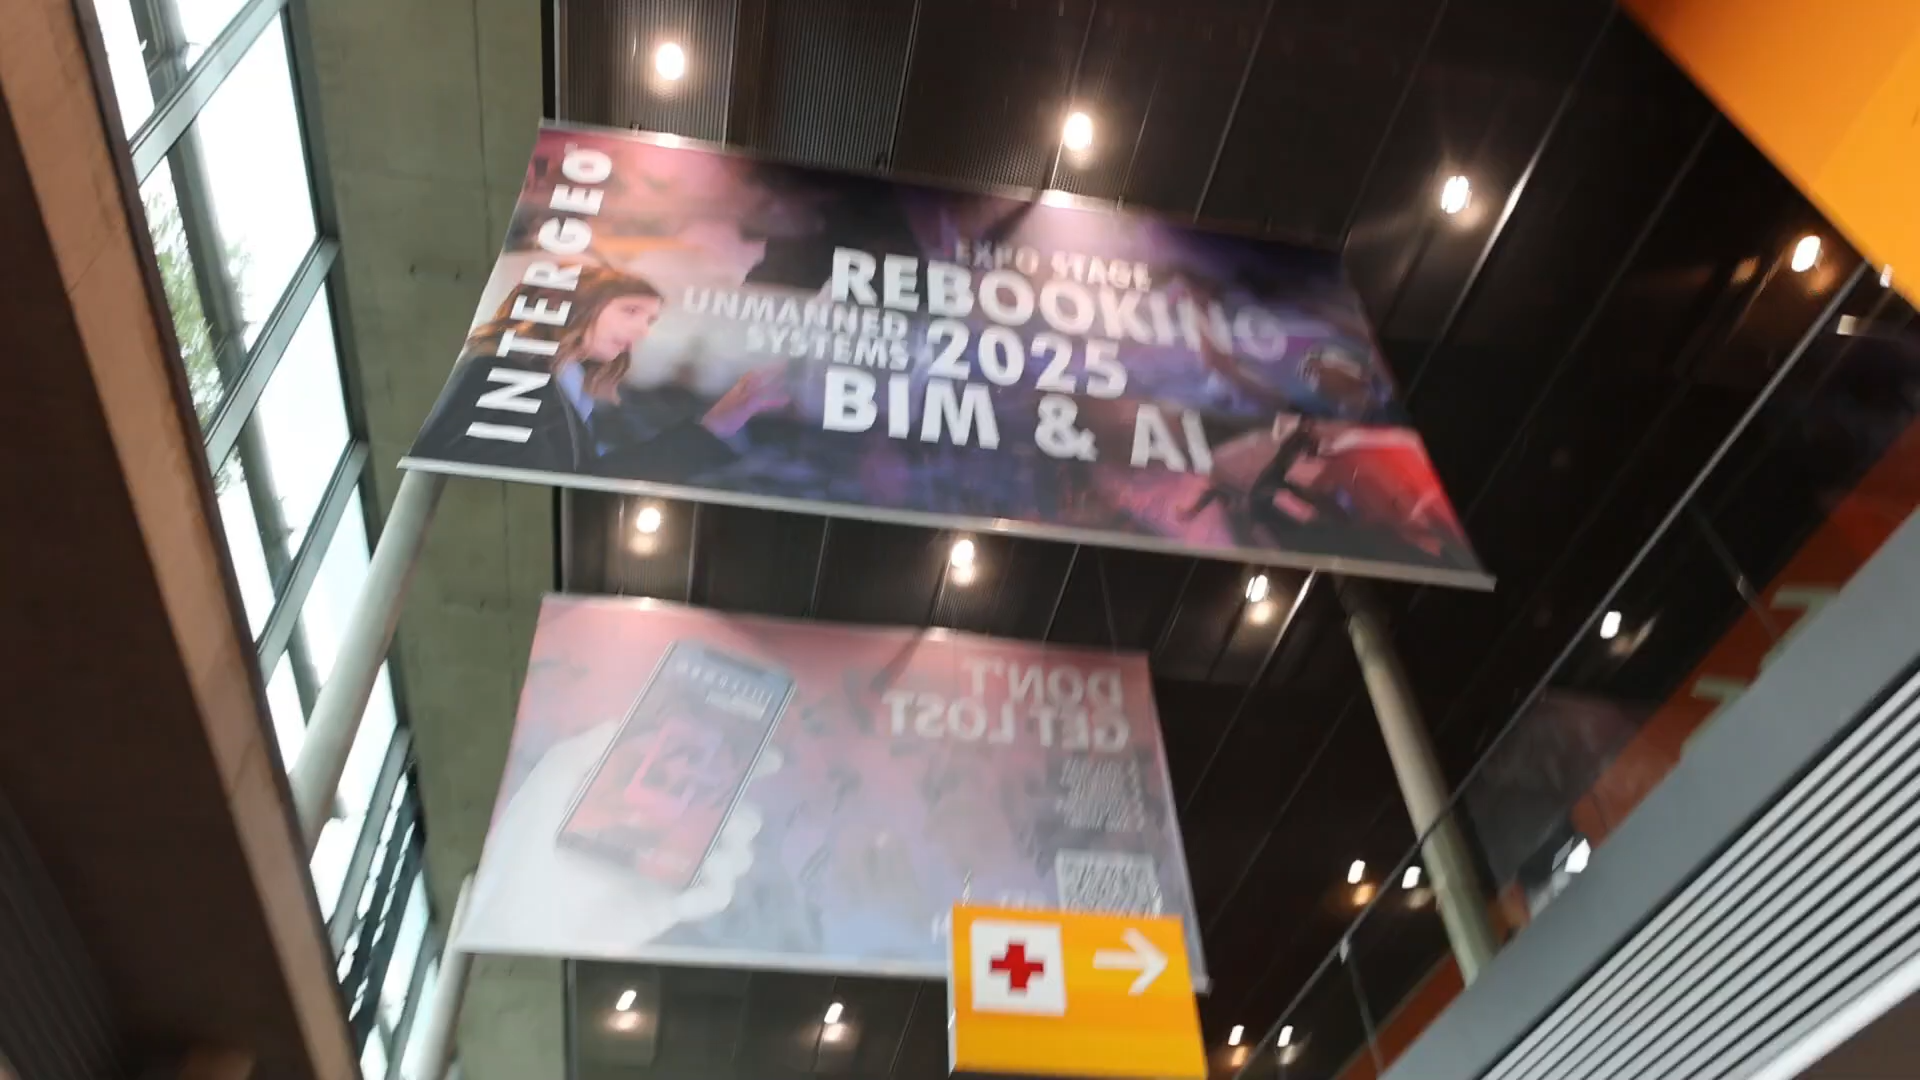 INTERGEO
EXPO STAGE
REBOOKING
UNMANNED
SYSTEMS
2025
BIM & AI
DON'T
GET LOST